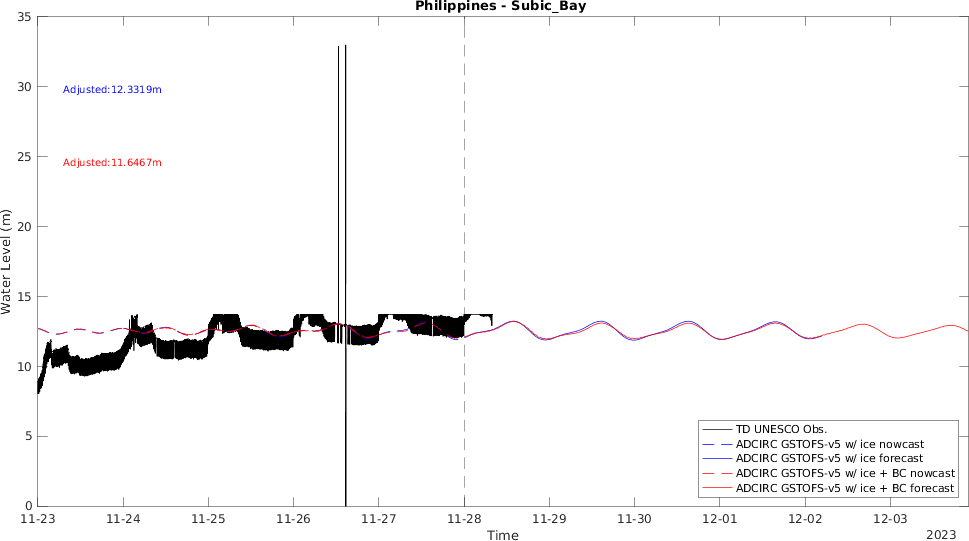 Philippines - Subic_Bay
35
30
25
20
15
10
5
0
Water Level (m)
Adjusted:12.3319m
Adjusted:11.6467m
TD UNESCO Obs.
ADCIRC GSTOFS-v5 w/ ice nowcast
ADCIRC GSTOFS-v5 w/ ice forecast
ADCIRC GSTOFS-v5 w/ ice + BC nowcast
ADCIRC GSTOFS-v5 w/ ice + BC forecast
11-23 11-24 11-25 11-26 11-27 11-28 11-29 11-30 12-01 12-02 12-03
Time
2023